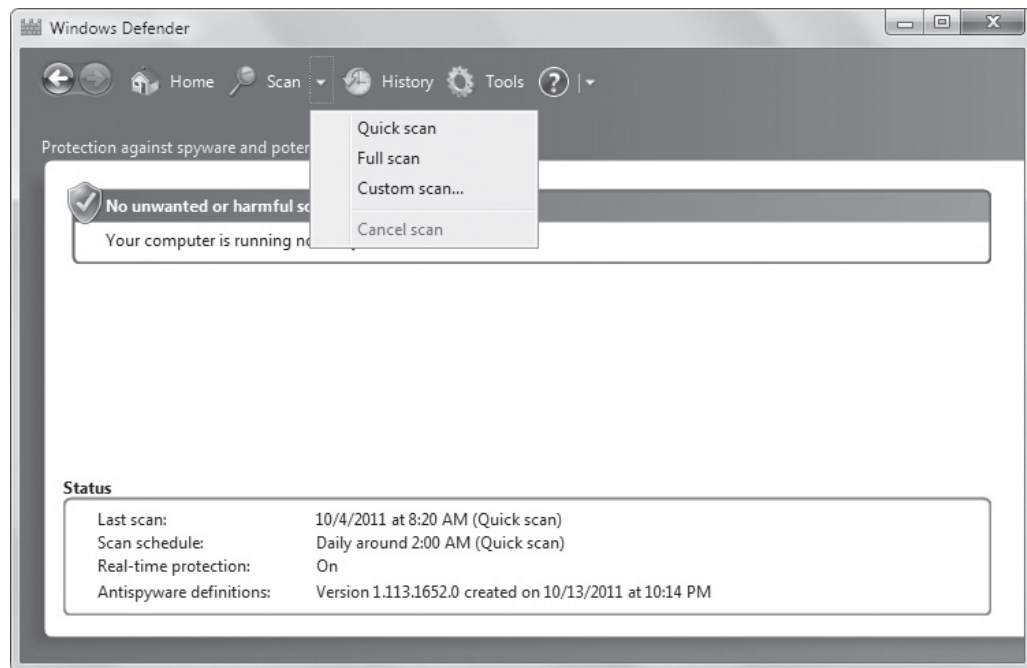 Windows Defender
Home Scan History Tools
Quick scan
Full scan
Custom scan...
Cancel scan
Protection against spyware and
No unwanted or harmful
Your computer is running
Status
Last scan: 10/4/2011 at 8:20 AM (Quick scan)
Scan schedule: Daily around 2:00 AM (Quick scan)
Real-time protection: On
Antispyware definitions: Version 1.113.1652.0 created on 10/13/2011 at 10:14 PM